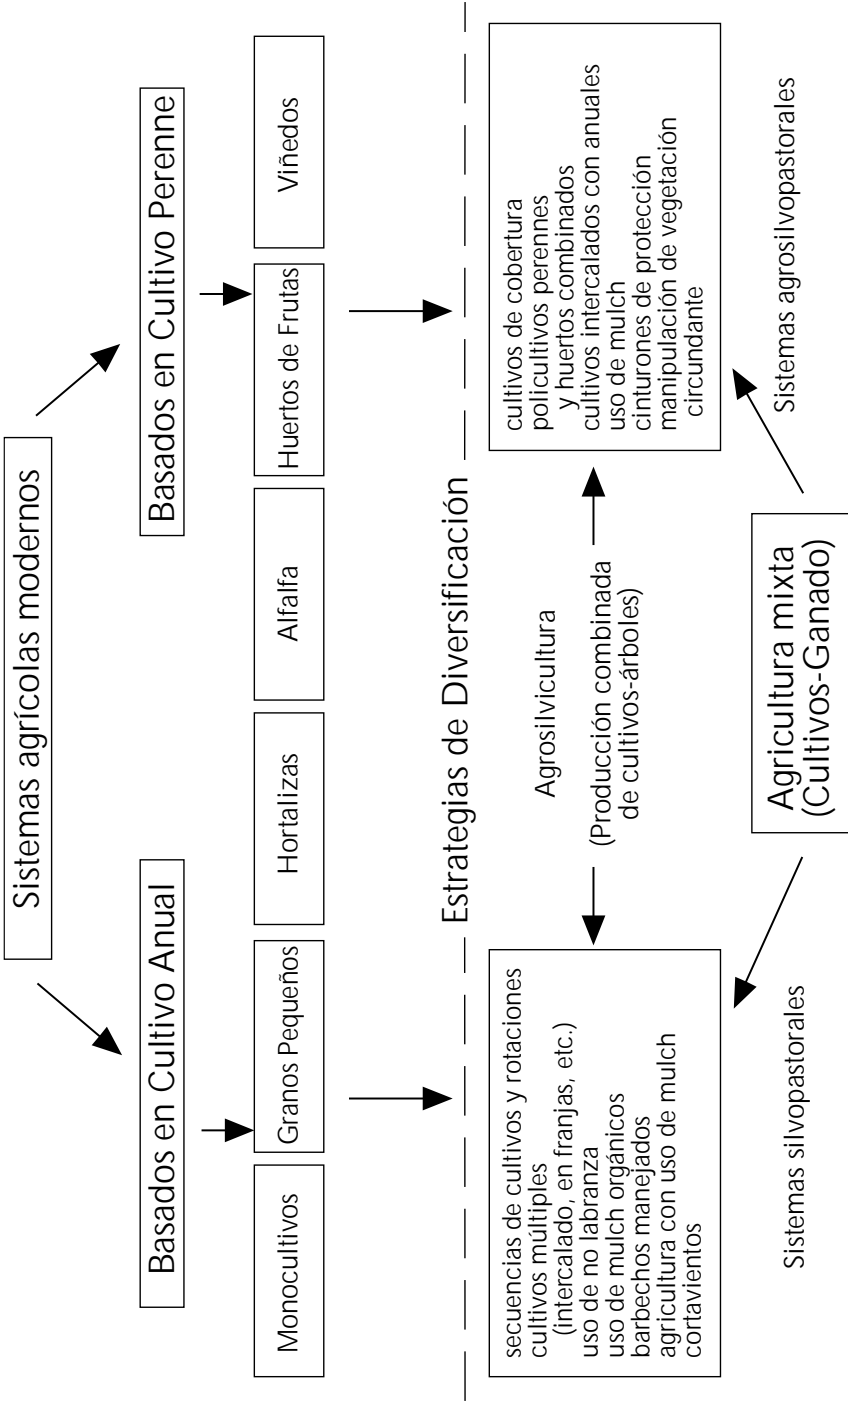 Sistemas agrícolas modernos
Basados en Cultivo Anual
Basados en Cultivo Perenne
Monocultivos
Granos Pequeños
Hortalizas
Alfalfa
Huertos de Frutas
Viñedos
Estrategias de Diversificación
secuencias de cultivos y rotaciones
cultivos múltiples
(intercalado, en franjas, etc.)
uso de no labranza
uso de mulch orgánicos
barbechos manejados
agricultura con uso de mulch
cortavientos
Agrosilvicultura
(Producción combinada
de cultivos-árboles)
cultivos de cobertura
policultivos perennes
y huertos combinados
cultivos intercalados con anuales
uso de mulch
cinturones de protección
manipulación de vegetación
circundante
Sistemas silvopastorales
Agricultura mixta
(Cultivos-Ganado)
Sistemas agrosilvopastorales